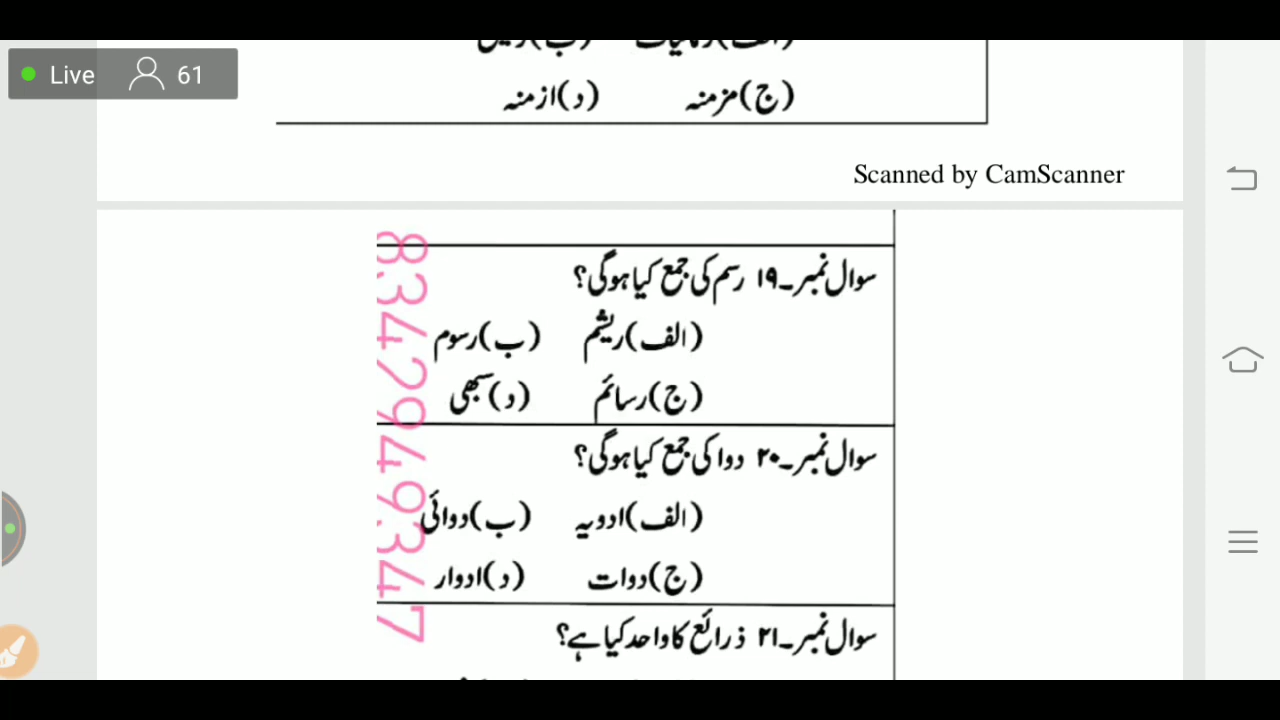 Live 61
(ج) مزمنہ (د) ازمنہ
Scanned by CamScanner
سوال نمبر۔۱۹ رسم کی جمع کیا ہوگی؟
(الف) ریشم (ب) رسوم
(ج) رسائم (د) سبھی
سوال نمبر۔۲۰ دوا کی جمع کیا ہوگی؟
(الف) ادویہ (ب) دوائی
(ج) دوات (د) ادوار
سوال نمبر۔۲۱ ذرائع کا واحد کیا ہے؟
8342949347